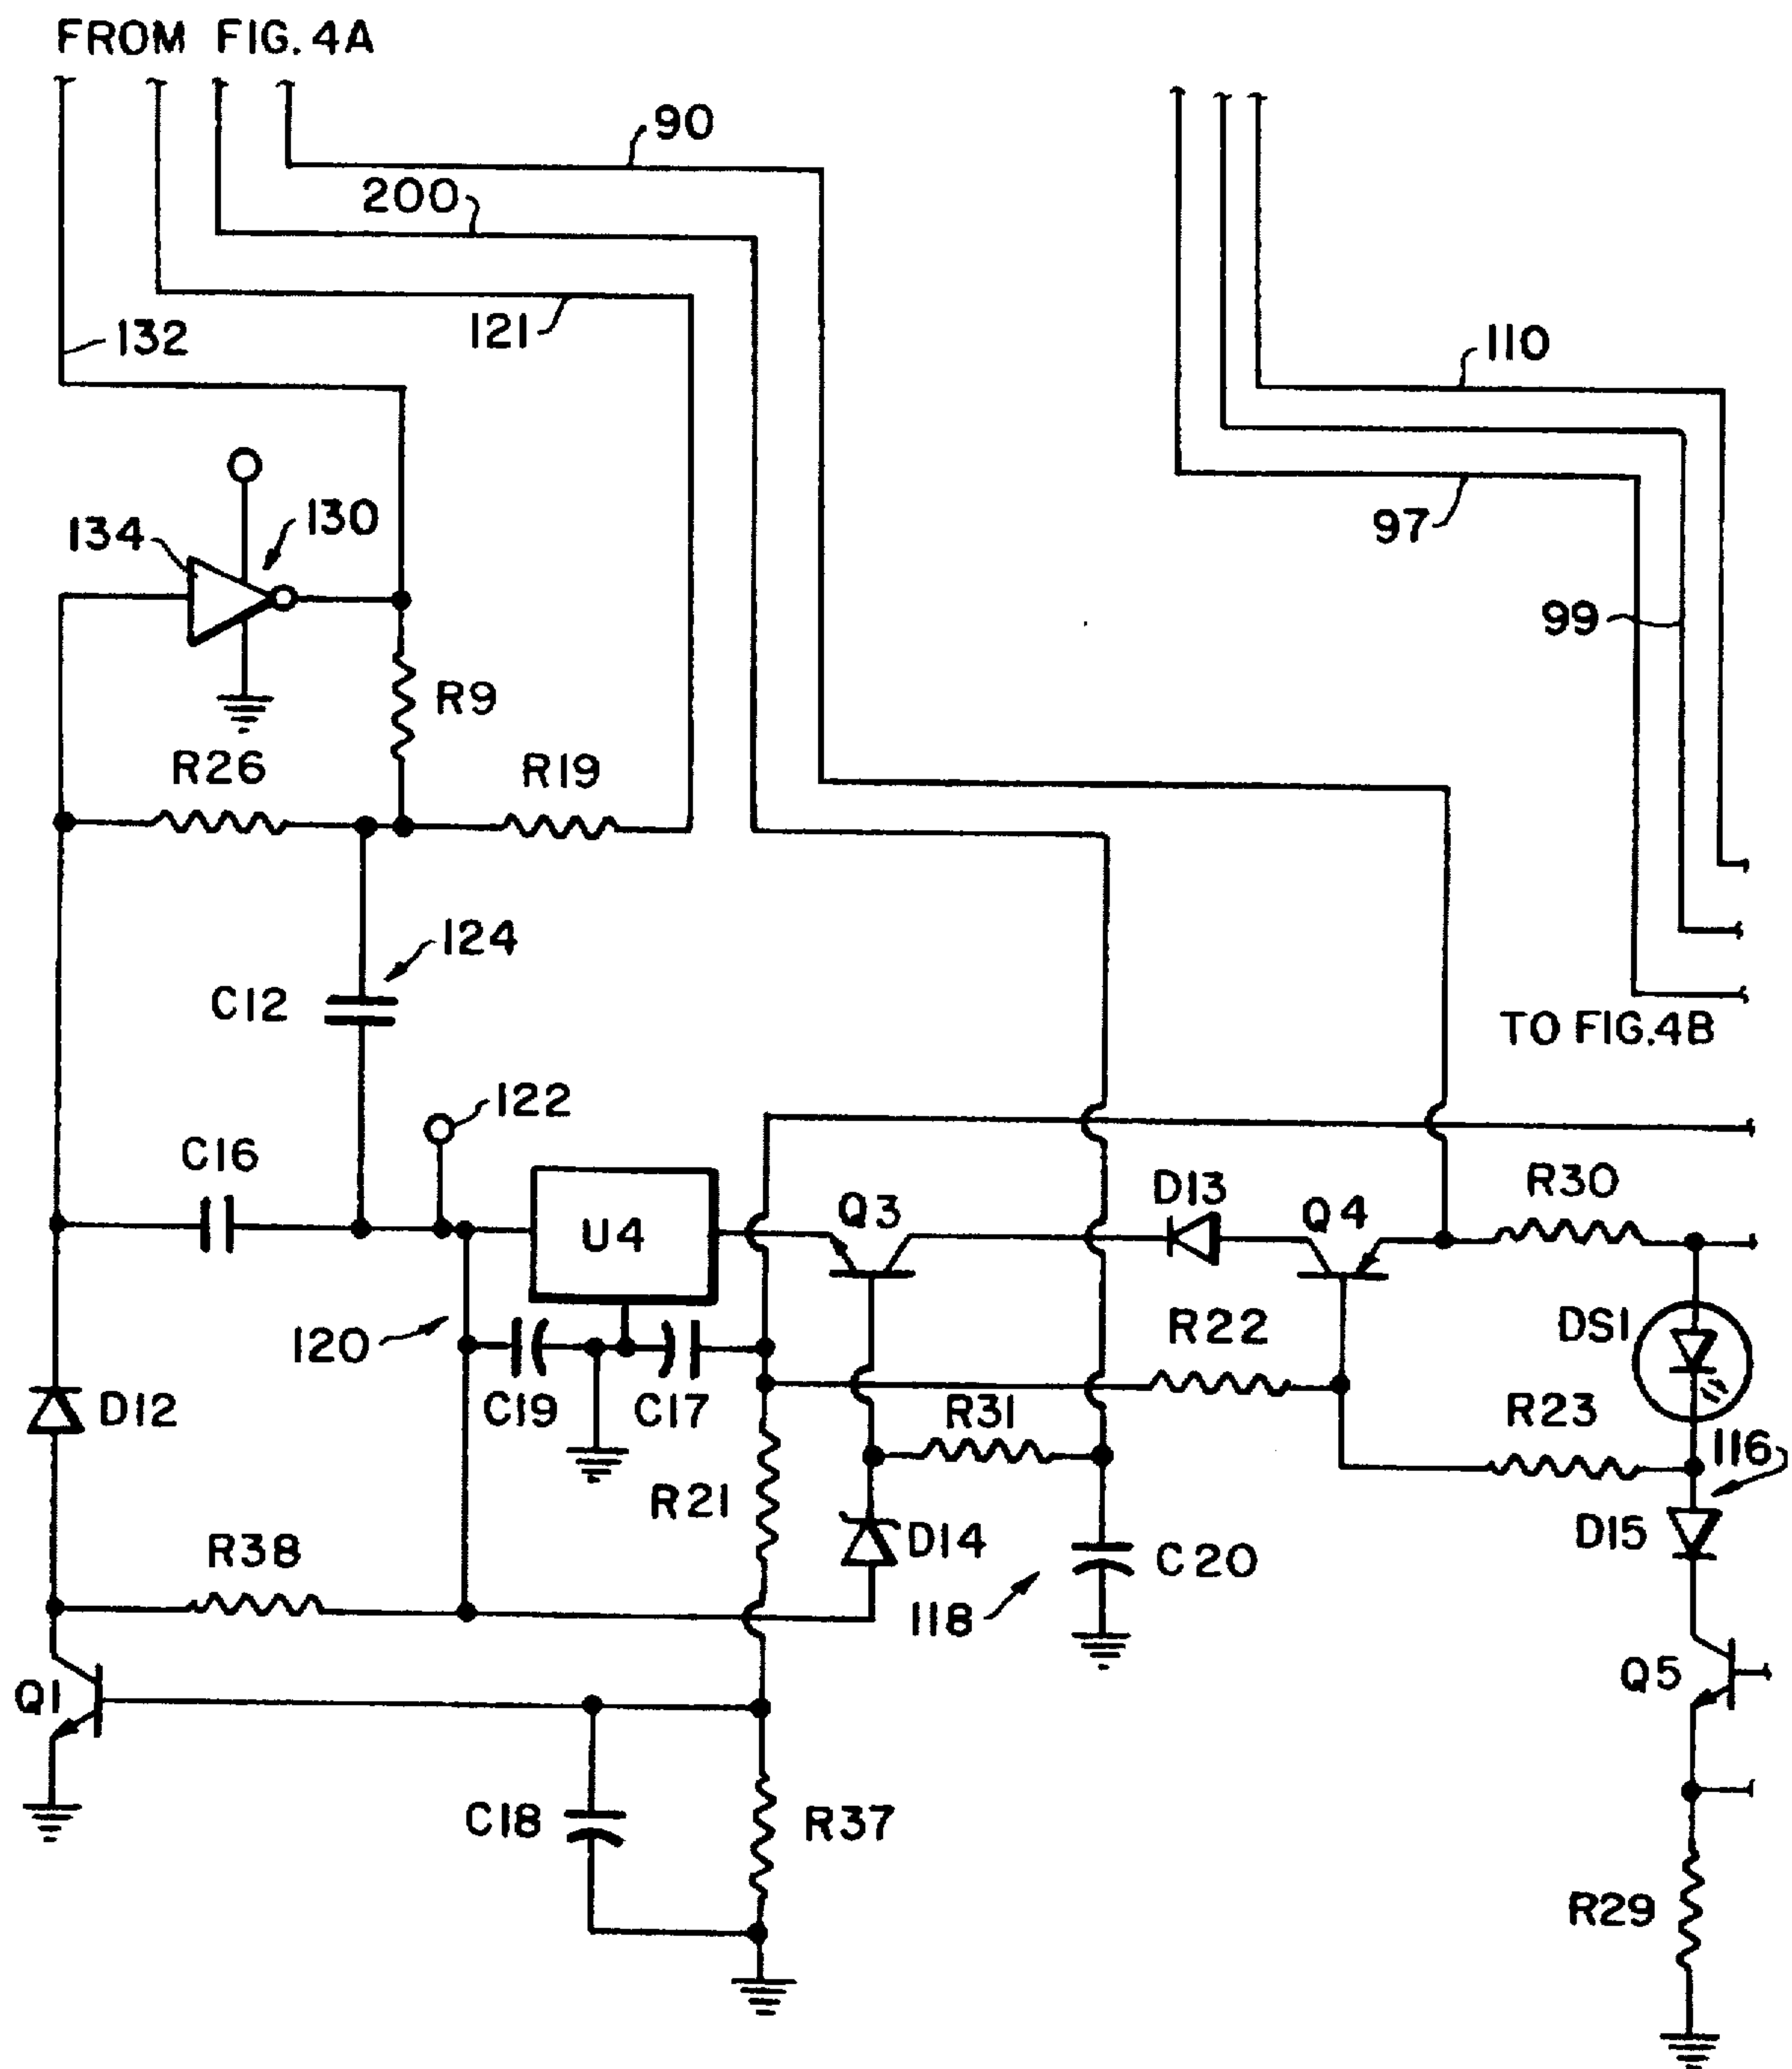 FROM FIG. 4A
90
200
121
132
110
97
134
130
99
R9
R26
R19
124
C12
TO FIG.4B
122
C16
U4
Q3
D13
Q4
R30
120
C19
C17
R22
DS1
D12
R31
R23
R21
116
R38
D14
C20
D15
118
Q1
Q5
C18
R37
R29